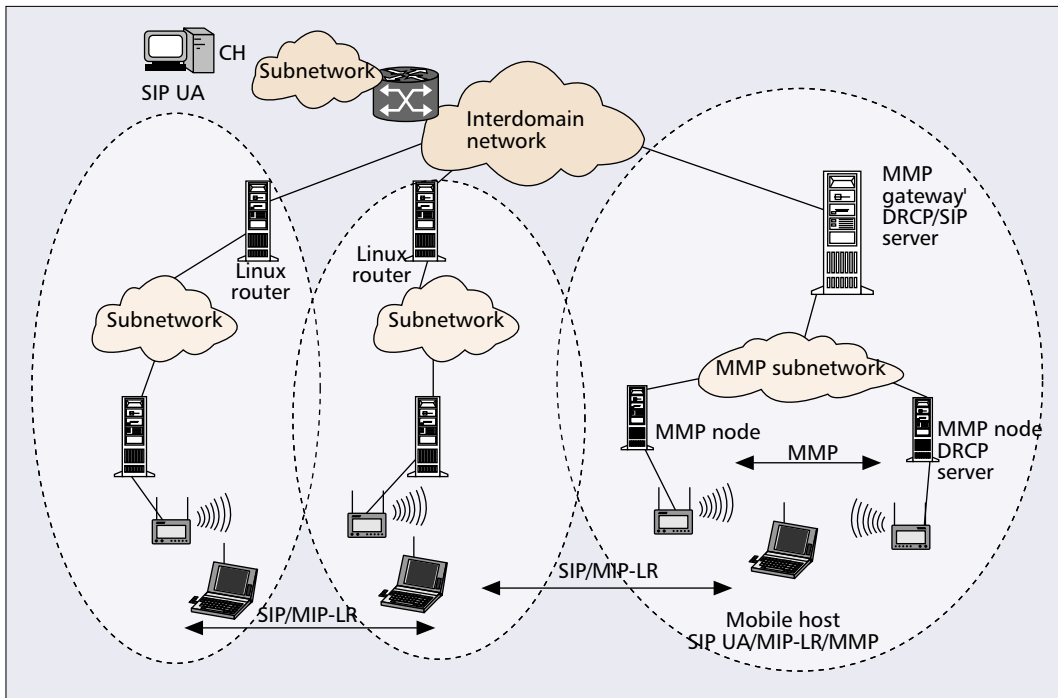 CH
SIP UA
Subnetwork
Interdomain
network
MMP
gateway'
DRCP/SIP
server
Linux
router
Linux
router
Subnetwork
Subnetwork
MMP subnetwork
MMP node
MMP node
DRCP
server
MMP
SIP/MIP-LR
SIP/MIP-LR
Mobile host
SIP UA/MIP-LR/MMP